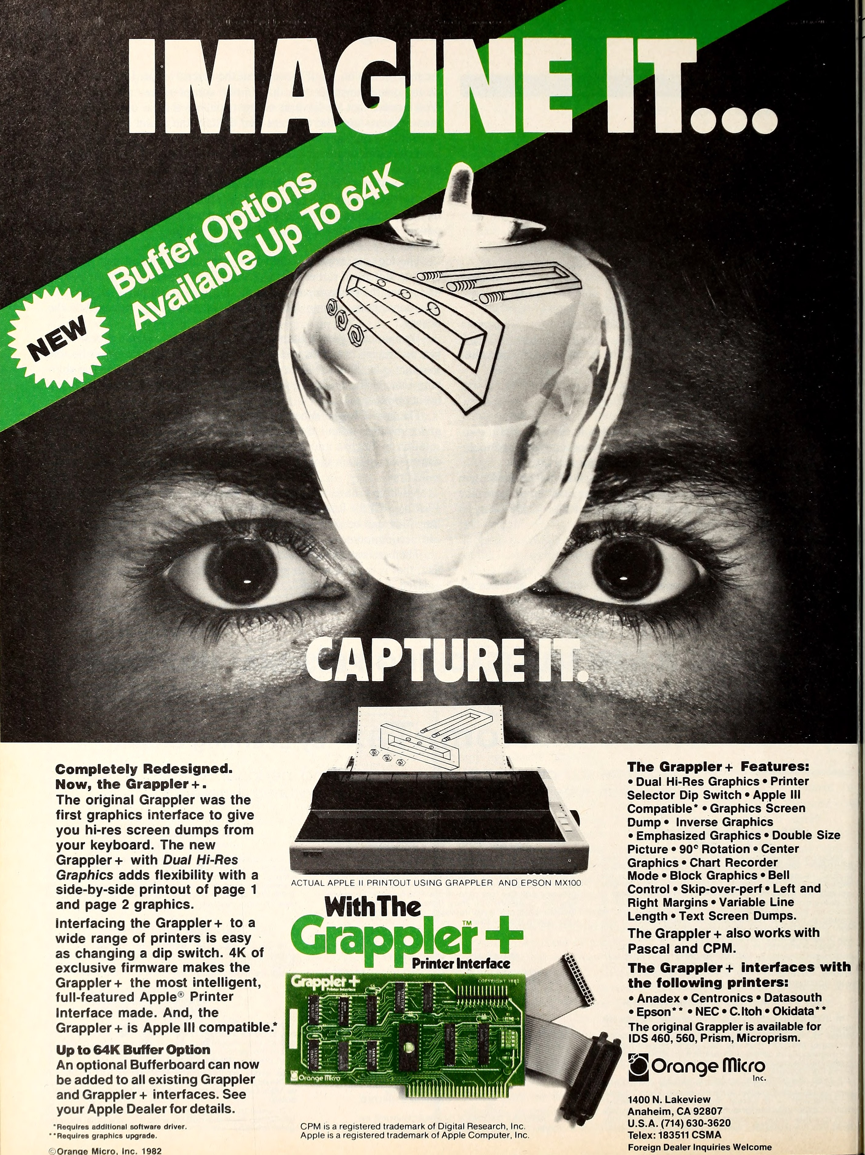 IMAGINE IT...
Buffer Options
Available Up To 64K
NEW
CAPTURE IT.
Completely Redesigned.
Now, the Grappler+.
The original Grappler was the
first graphics interface to give
you hi-res screen dumps from
your keyboard. The new
Grappler+ with Dual Hi-Res
Graphics adds flexibility with a
side-by-side printout of page 1
and page 2 graphics.
Interfacing the Grappler+ to a
wide range of printers is easy
as changing a dip switch. 4K of
exclusive firmware makes the
Grappler+ the most intelligent,
full-featured Apple® Printer
Interface made. And, the
Grappler+ is Apple III compatible.*
Up to 64K Buffer Option
An optional Bufferboard can now
be added to all existing Grappler
and Grappler+ interfaces. See
your Apple Dealer for details.
*Requires additional software driver.
**Requires graphics upgrade.
©Orange Micro, Inc. 1982
ACTUAL APPLE II PRINTOUT USING GRAPPLER AND EPSON MX100
With The
Grappler+™
Printer Interface
Grappler+
Printer Interface
COPYRIGHT 1982
Orange Micro
CPM is a registered trademark of Digital Research, Inc.
Apple is a registered trademark of Apple Computer, Inc.
The Grappler+ Features:
• Dual Hi-Res Graphics • Printer
Selector Dip Switch • Apple III
Compatible* • Graphics Screen
Dump • Inverse Graphics
• Emphasized Graphics • Double Size
Picture • 90° Rotation • Center
Graphics • Chart Recorder
Mode • Block Graphics • Bell
Control • Skip-over-perf • Left and
Right Margins • Variable Line
Length • Text Screen Dumps.
The Grappler+ also works with
Pascal and CPM.
The Grappler+ interfaces with
the following printers:
• Anadex • Centronics • Datasouth
• Epson** • NEC • C.Itoh • Okidata**
The original Grappler is available for
IDS 460, 560, Prism, Microprism.
Orange Micro
Inc.
1400 N. Lakeview
Anaheim, CA 92807
U.S.A. (714) 630-3620
Telex: 183511 CSMA
Foreign Dealer Inquiries Welcome